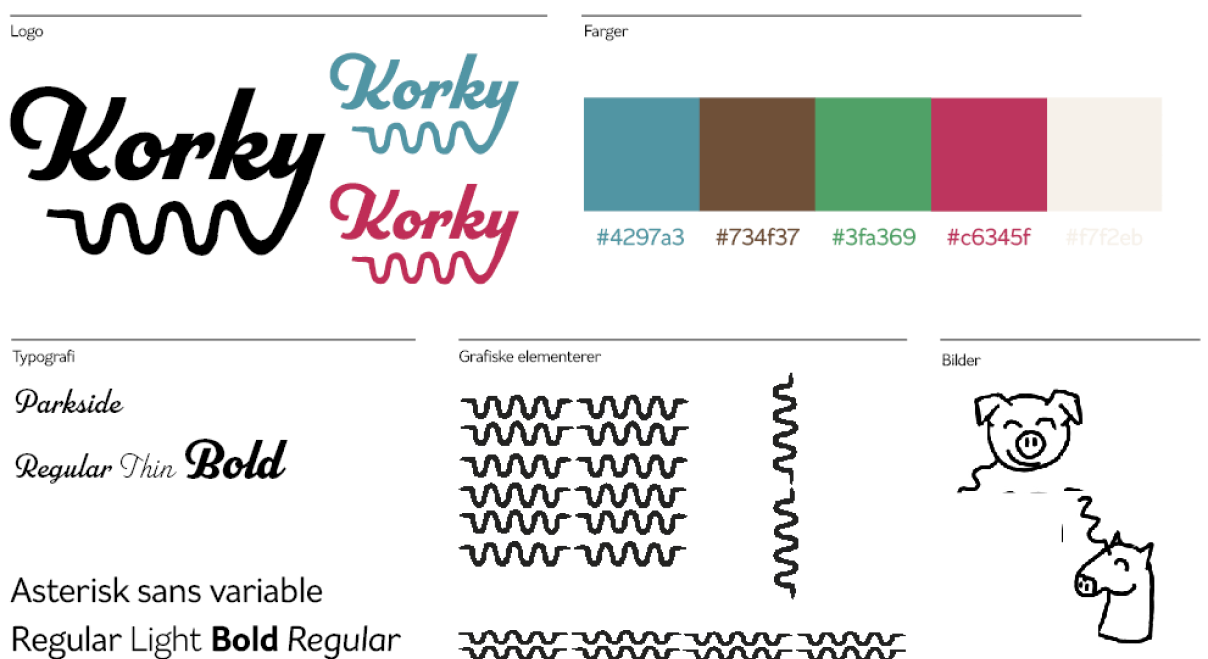 Logo
Farger
Korky
Korky
Korky
#4297a3 #734f37 #3fa369 #c6345f #f7f2eb
Typografi
Grafiske elementerer
Bilder
Parkside
Regular Thin Bold
Asterisk sans variable
Regular Light Bold Regular